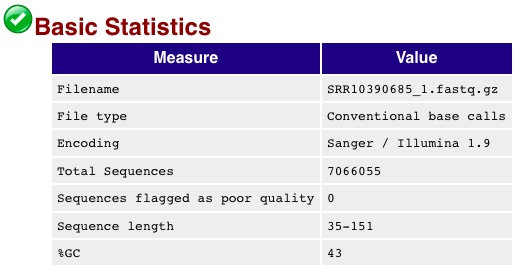 Basic Statistics
Measure Value
Filename SRR10390685_1.fastq.gz
File type Conventional base calls
Encoding Sanger / Illumina 1.9
Total Sequences 7066055
Sequences flagged as poor quality 0
Sequence length 35-151
%GC 43